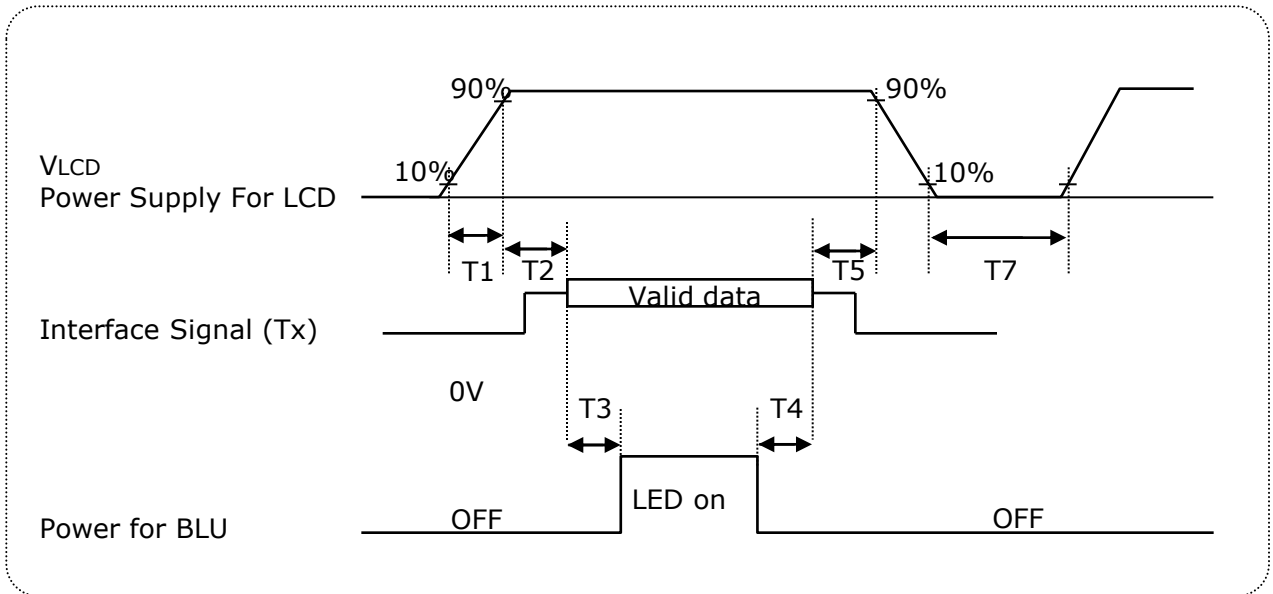 90%
90%
VLCD
10%
10%
Power Supply For LCD
T1
T2
T5
T7
Valid data
Interface Signal (Tx)
0V
T3
T4
LED on
Power for BLU
OFF
OFF